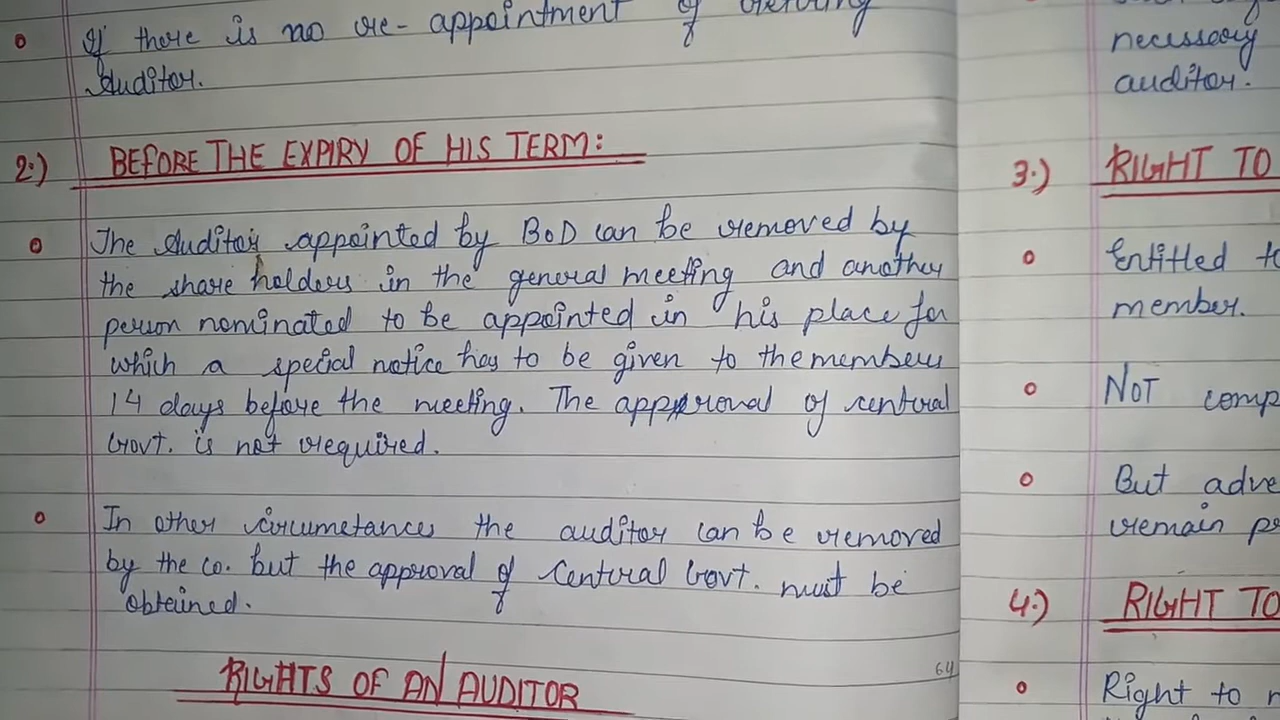 If there is no re-appointment of
Auditor.
2.) BEFORE THE EXPIRY OF HIS TERM:
The Auditor appointed by BOD can be removed by
the share holders in the general meeting and another
person nominated to be appointed in his place for
which a special notice has to be given to the members
14 days before the meeting. The approval of central
Govt. is not required.
In other circumetances the auditor can be removed
by the co. but the approval of Central Govt. must be
obtained.
RIGHTS OF AN AUDITOR
64
necessary
auditor.
3.) RIGHT TO
Entitled to
member.
NOT
But
remain
4.) RIGHT TO
Right to